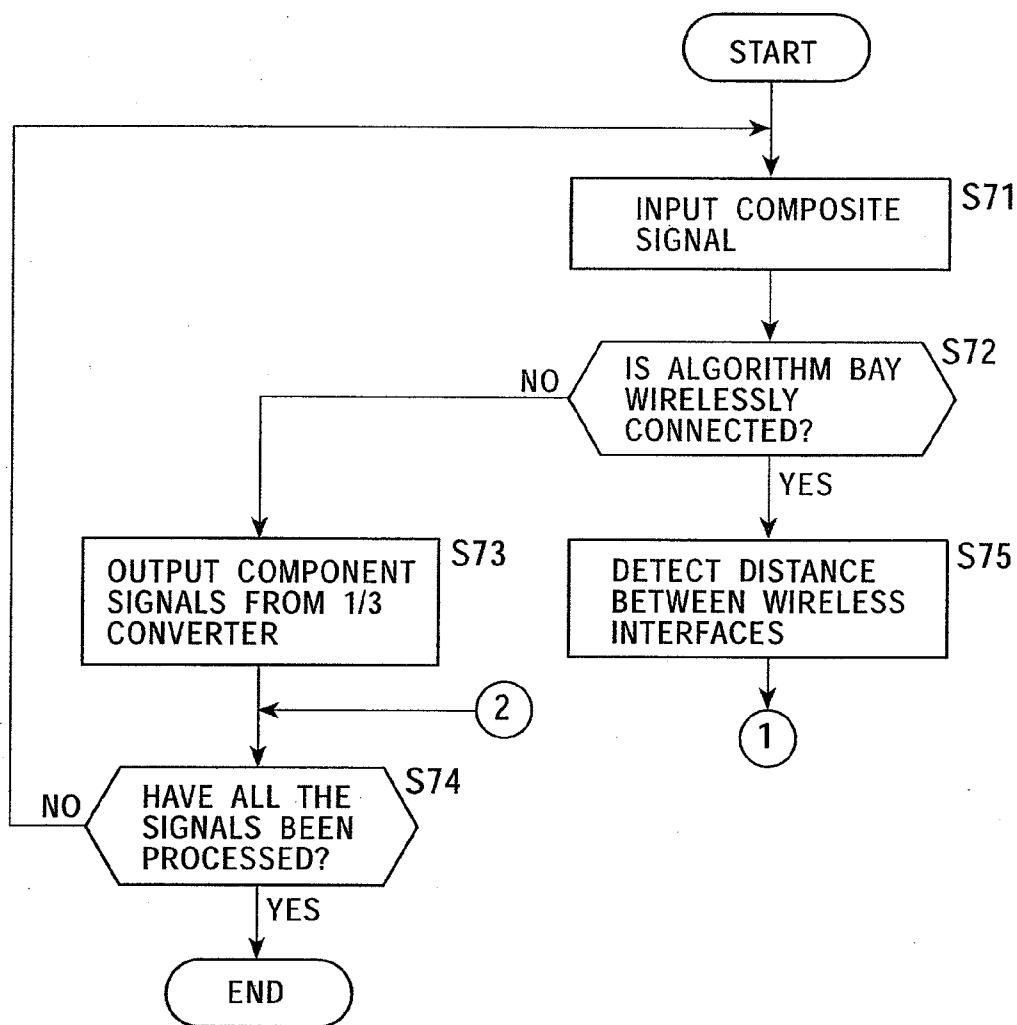 START
INPUT COMPOSITE
SIGNAL
S71
IS ALGORITHM BAY
WIRELESSLY
CONNECTED?
S72
NO
YES
OUTPUT COMPONENT
SIGNALS FROM 1/3
CONVERTER
S73
DETECT DISTANCE
BETWEEN WIRELESS
INTERFACES
S75
2
1
HAVE ALL THE
SIGNALS BEEN
PROCESSED?
S74
NO
YES
END